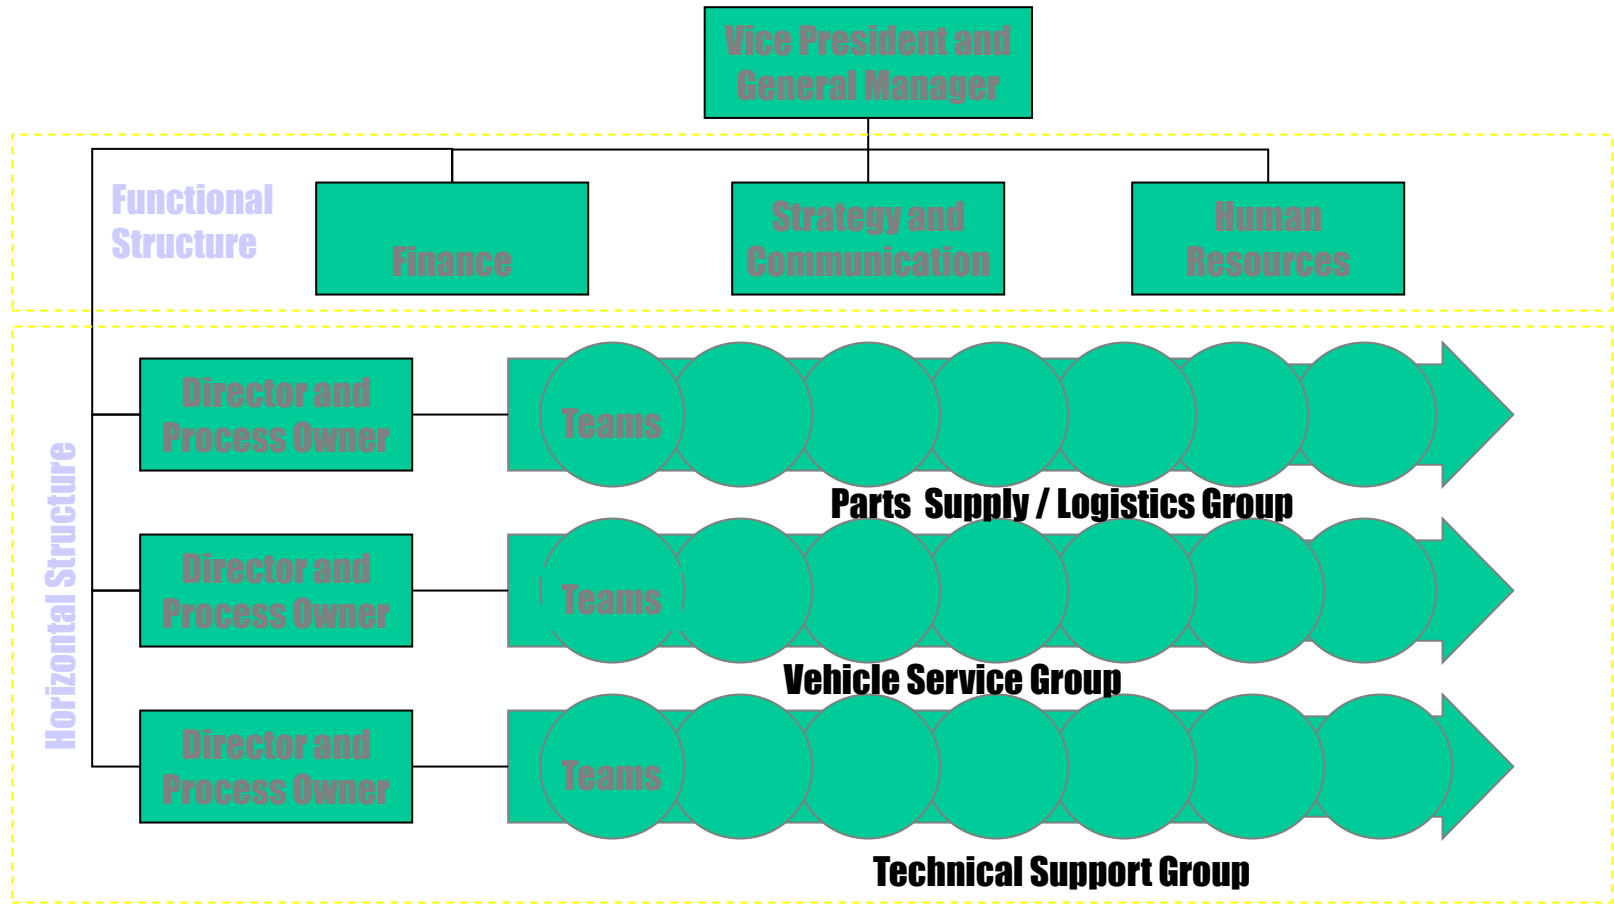 Vice President and
General Manager
Functional
Structure
Finance
Strategy and
Communication
Human
Resources
Horizontal Structure
Director and
Process Owner
Teams
Parts Supply / Logistics Group
Director and
Process Owner
Teams
Vehicle Service Group
Director and
Process Owner
Teams
Technical Support Group